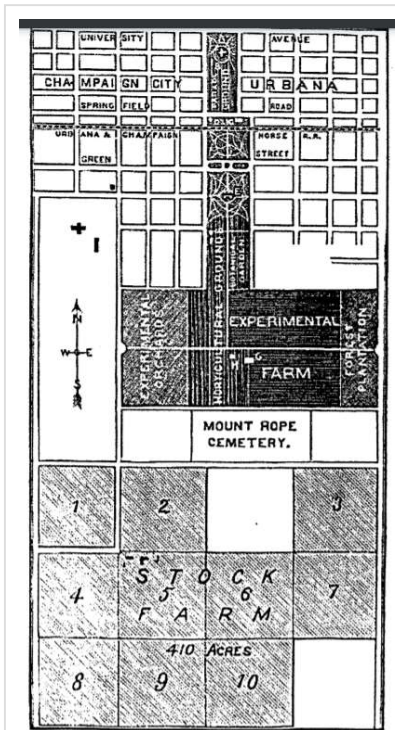 UNIVERSITY AVENUE
CHAMPAIGN CITY URBANA
PARADE GROUND
SPRINGFIELD ROAD
URBANA & CHAMPAIGN HORSE R.R.
GREEN STREET
HORTICULTURAL GROUNDS
BOTANICAL GARDEN
N
W E
S
EXPERIMENTAL ORCHARDS
EXPERIMENTAL
FARM
FOREST PLANTATION
H G
MOUNT HOPE
CEMETERY.
1 2 3
STOCK
4 5 6 7
FARM
410 ACRES
8 9 10